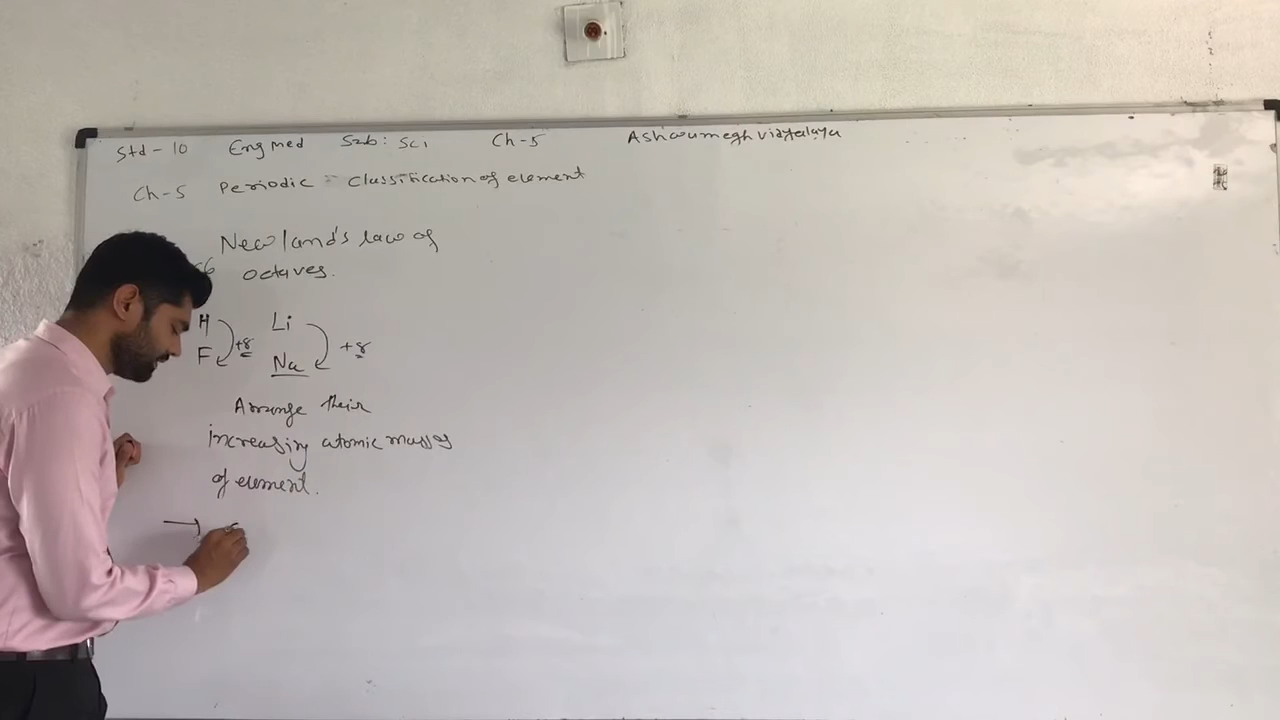 Std-10 Eng med Sub: Sci Ch-5 Ashwamegh vidyalaya
Ch-5 Periodic classification of element
Newland's law of
octaves.
H Li
+8 +8
F Na
Arrange their
increasing atomic mass of
of element.
→